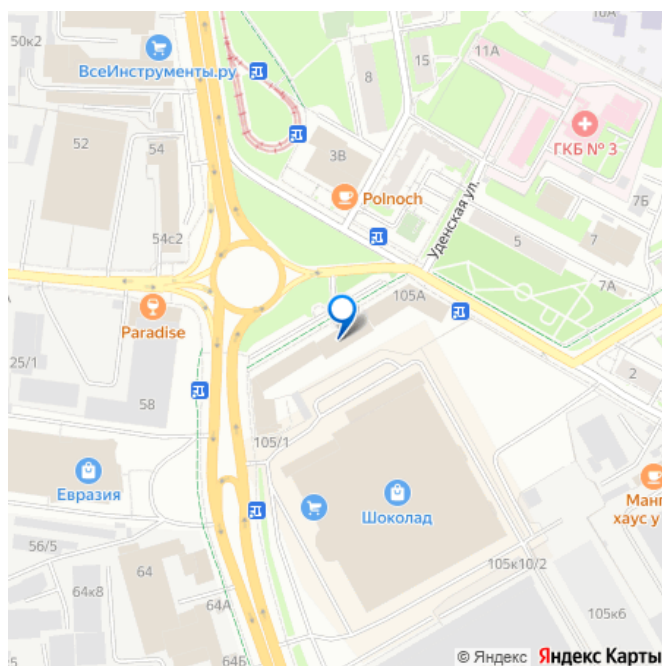 10А
50к2
ВсеИнструменты.ру
11А
15
8
ГКБ № 3
52
54
3В
Polnoch
7Б
Уденская ул.
54с2
5
7
7А
105А
Paradise
25/1
58
2
105/1
Евразия
Шоколад
Манг
хаус у
56/5
64
64к8
105к10/2
64А
105к6
64Б
© Яндекс Яндекс Карты